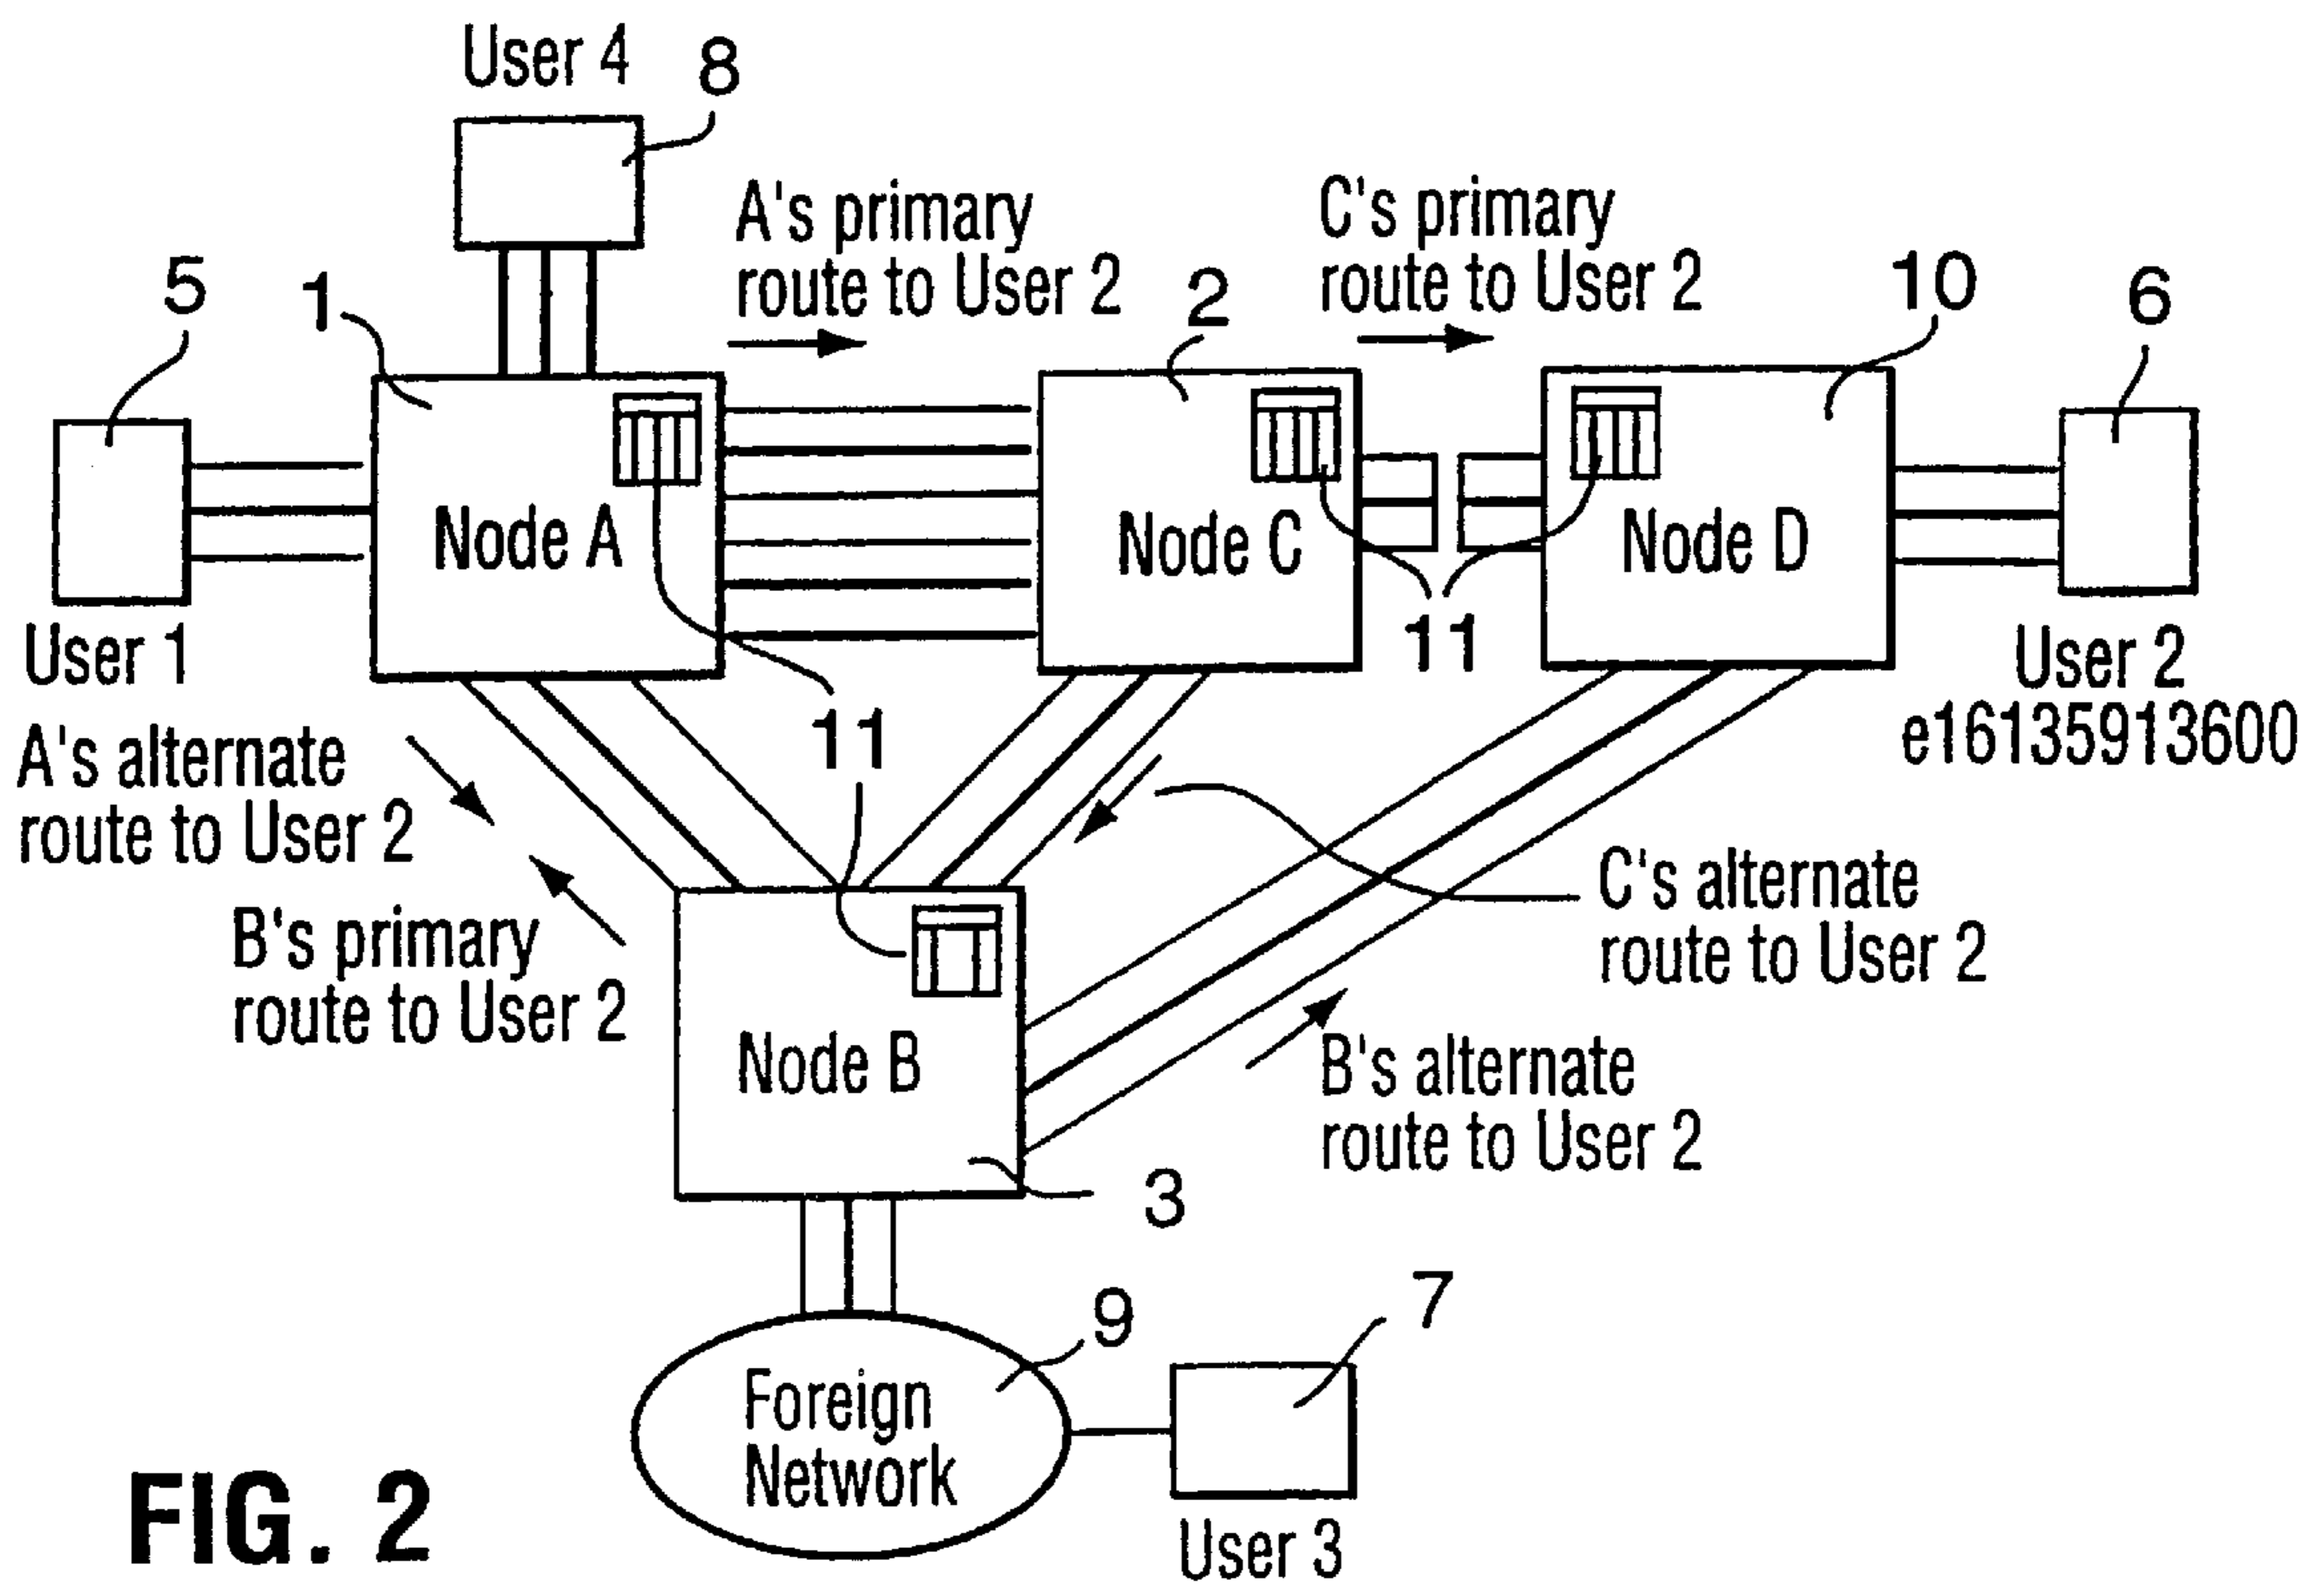 User 4
8
A's primary
route to User 2
C's primary
route to User 2
5
1
2
10
6
Node A
Node C
Node D
User 1
11
11
User 2
e16135913600
A's alternate
route to User 2
B's primary
route to User 2
C's alternate
route to User 2
Node B
B's alternate
route to User 2
3
9
7
Foreign
Network
User 3
FIG. 2